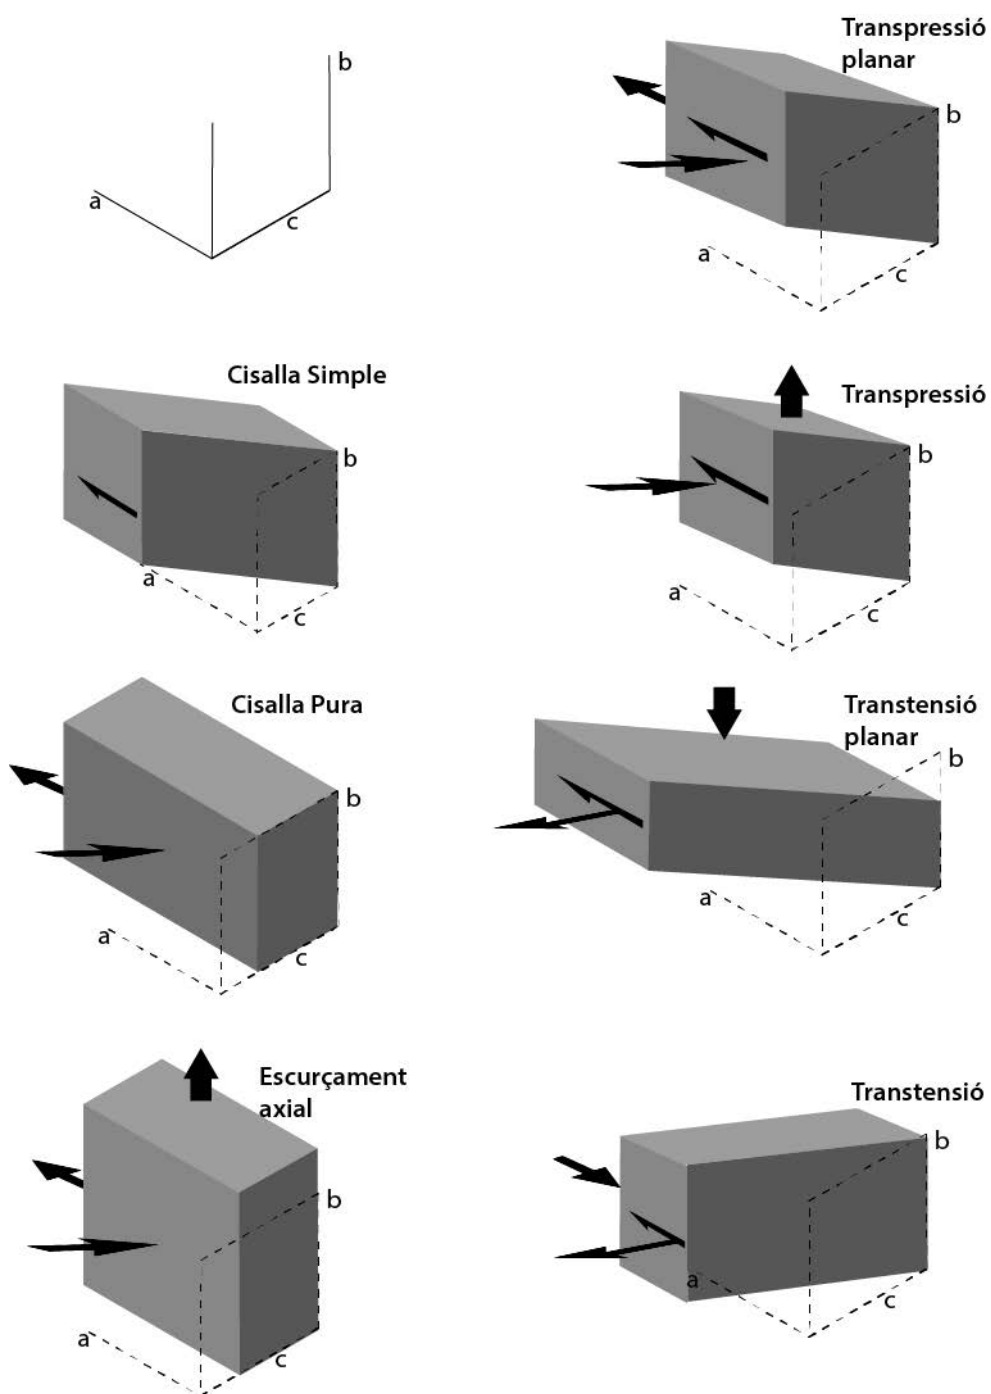 b
a
c
Transpressió
planar
b
a
c
Cisalla Simple
b
a
c
Transpressió
b
a
c
Cisalla Pura
b
a
c
Transtensió
planar
b
a
c
Escurçament
axial
b
a
c
Transtensió
b
a
c